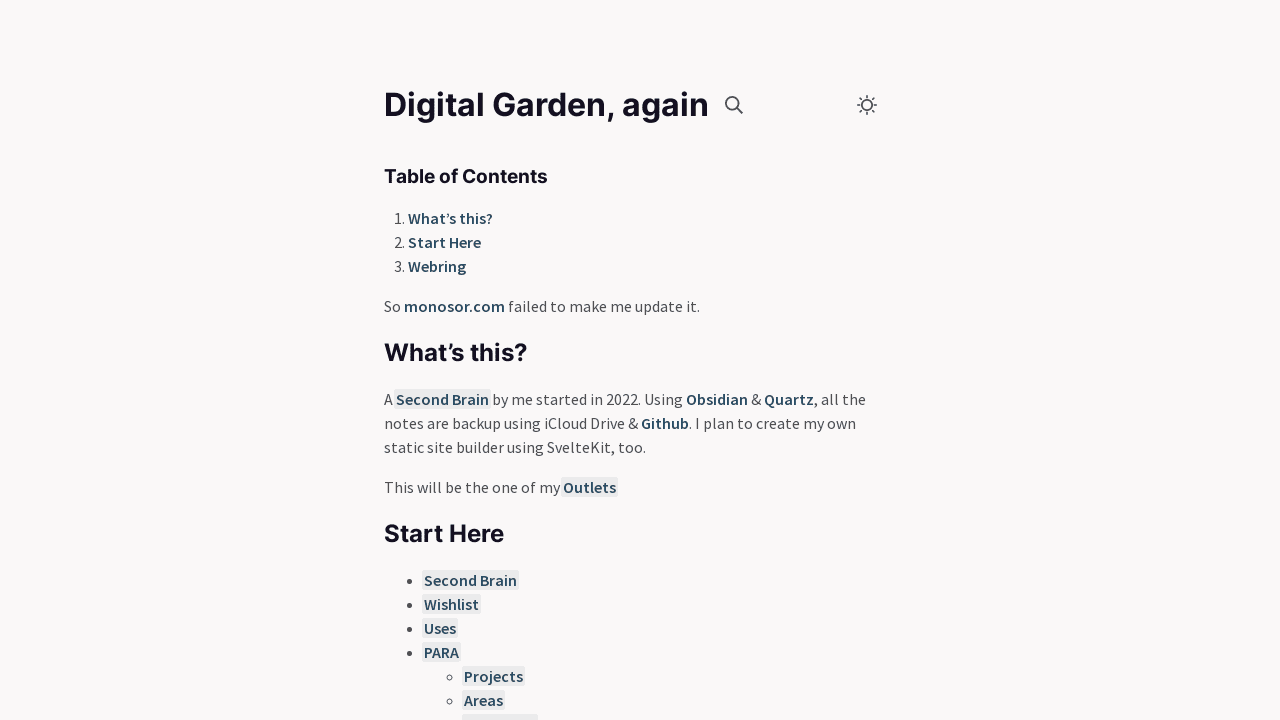 Digital Garden, again
Table of Contents
1. What’s this?
2. Start Here
3. Webring
So monosor.com failed to make me update it.
What’s this?
A Second Brain by me started in 2022. Using Obsidian & Quartz, all the
notes are backup using iCloud Drive & Github. I plan to create my own
static site builder using SvelteKit, too.
This will be the one of my Outlets
Start Here
Second Brain
Wishlist
Uses
PARA
Projects
Areas